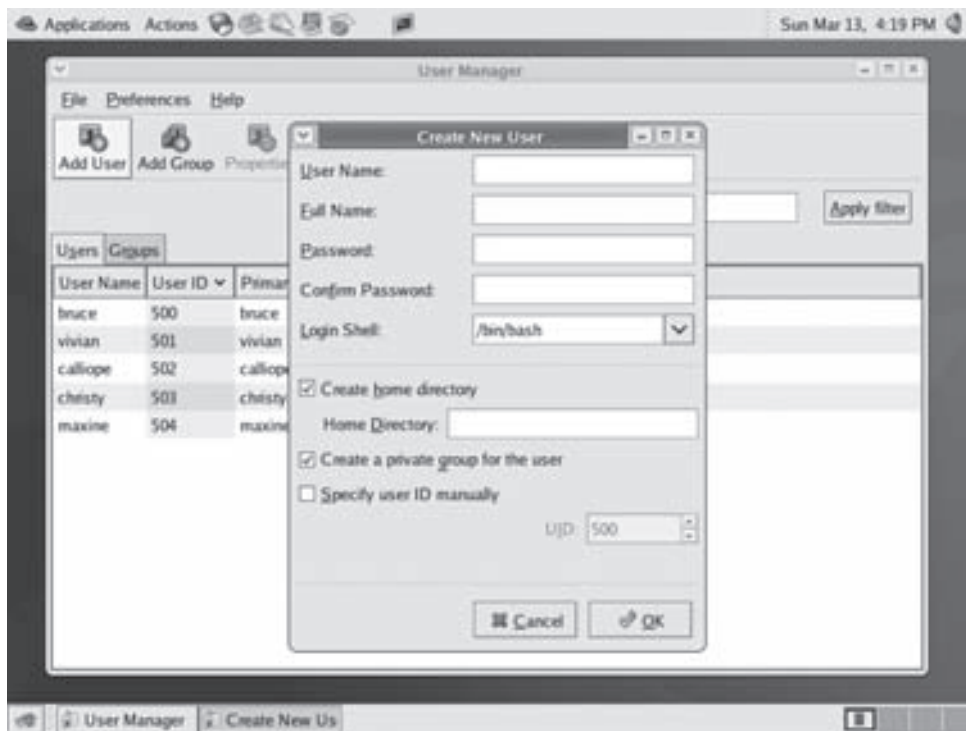 Applications Actions Sun Mar 13, 4:19 PM
User Manager
File Preferences Help
Add User Add Group
Apply filter
Users Groups
User Name User ID
bruce 500 bruce
vivian 501 vivian
calliope 502
christy 503 christy
maxine 504 maxine
Create New User
User Name:
Full Name:
Password:
Confirm Password:
Login Shell: /bin/bash
Create home directory
Home Directory:
Create a private group for the user
Specify user ID manually
UID: 500
Cancel OK
User Manager Create New Us